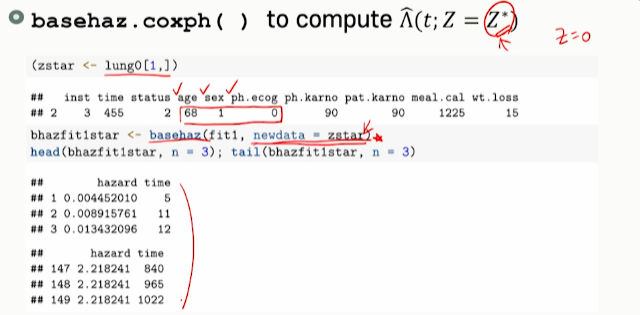 basehaz.coxph( ) to compute Λ̂(t; Z = Z*)
z=0
(zstar <- lung0[1,])
## inst time status age sex ph.ecog ph.karno pat.karno meal.cal wt.loss
## 2 3 455 2 68 1 0 90 90 1225 15
bhazfit1star <- basehaz(fit1, newdata = zstar)
head(bhazfit1star, n = 3); tail(bhazfit1star, n = 3)
## hazard time
## 1 0.004452010 5
## 2 0.008915761 11
## 3 0.013432096 12
## hazard time
## 147 2.218241 840
## 148 2.218241 965
## 149 2.218241 1022